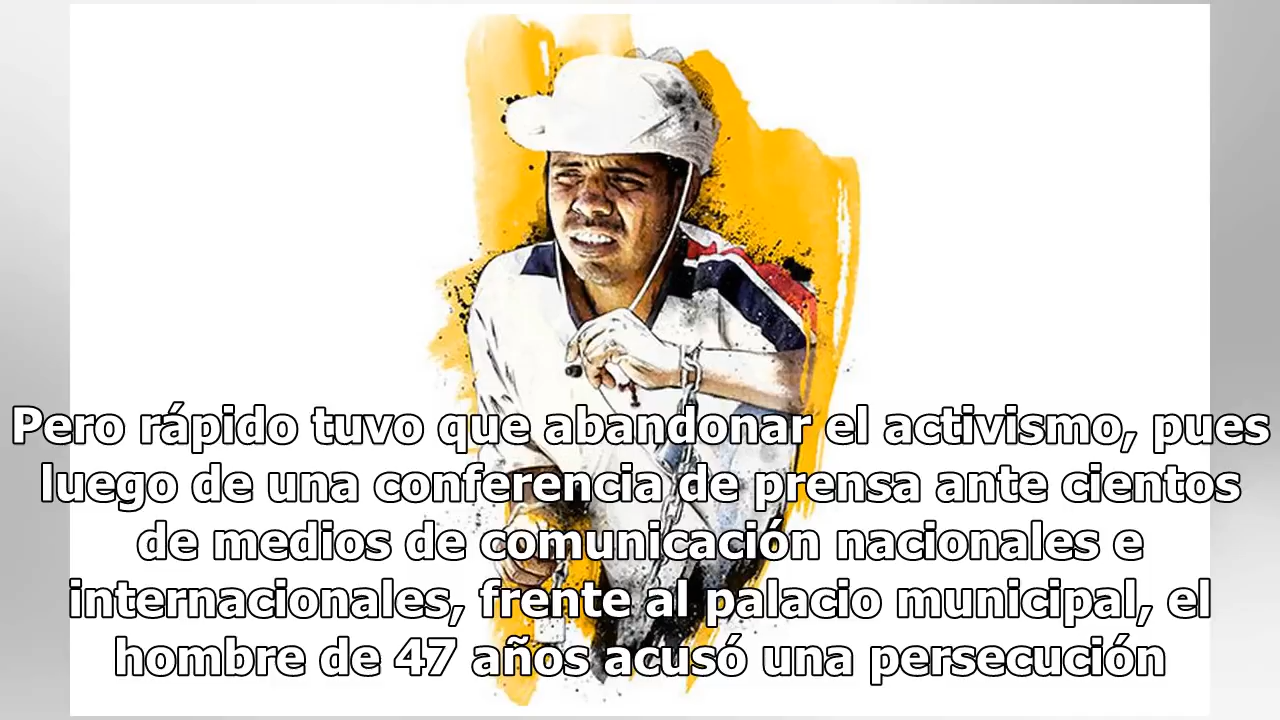 Pero rápido tuvo que abandonar el activismo, pues
luego de una conferencia de prensa ante cientos
de medios de comunicación nacionales e
internacionales, frente al palacio municipal, el
hombre de 47 años acusó una persecución